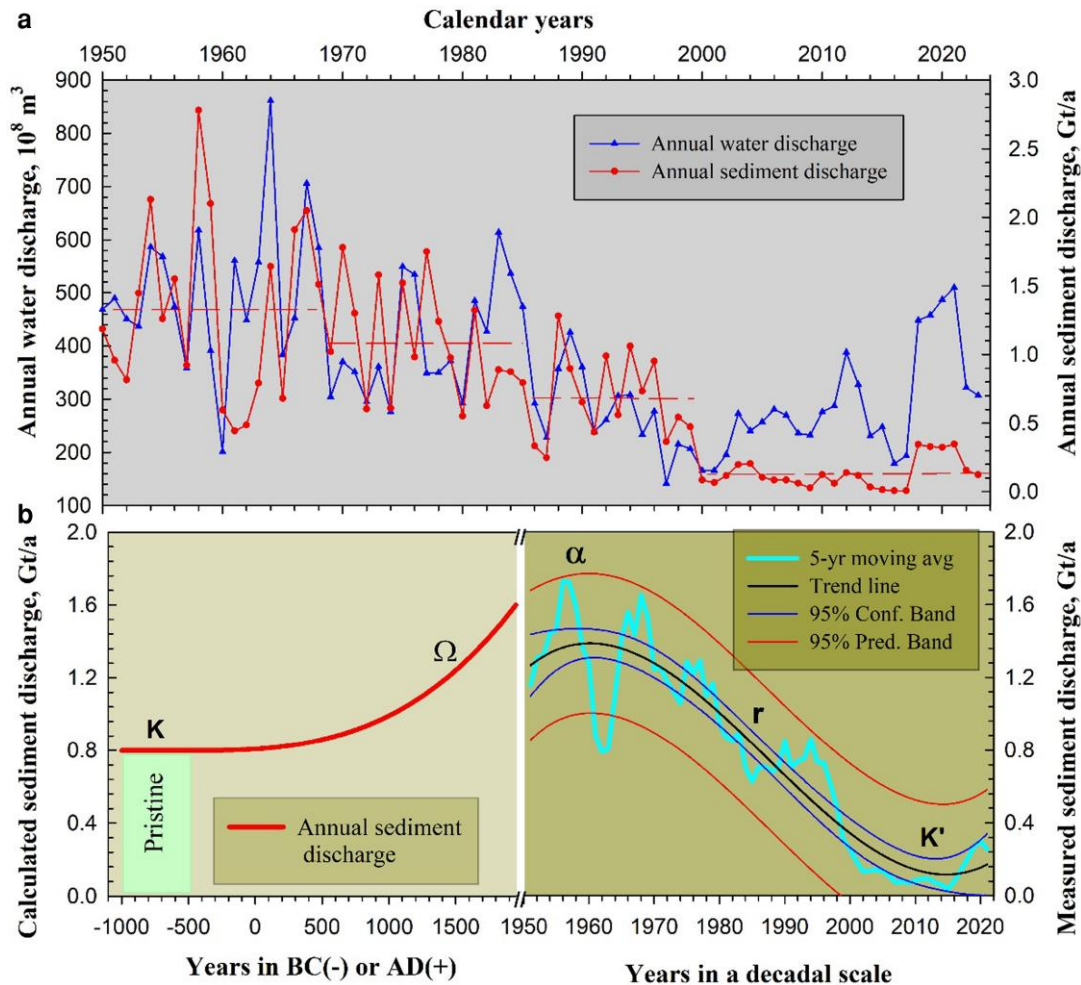 a
Calendar years
1950 1960 1970 1980 1990 2000 2010 2020
Annual water discharge, 10⁸ m³
900
800
700
600
500
400
300
200
100
Annual water discharge
Annual sediment discharge
3.0
2.5
2.0
1.5
1.0
0.5
0.0
Annual sediment discharge, Gt/a
b
Calculated sediment discharge, Gt/a
2.0
1.6
1.2
0.8
0.4
0.0
K
Ω
Pristine
Annual sediment
discharge
α
r
K'
5-yr moving avg
Trend line
95% Conf. Band
95% Pred. Band
2.0
1.6
1.2
0.8
0.4
0.0
Measured sediment discharge, Gt/a
-1000 -500 0 500 1000 1500 1950 1960 1970 1980 1990 2000 2010 2020
Years in BC(-) or AD(+)
Years in a decadal scale